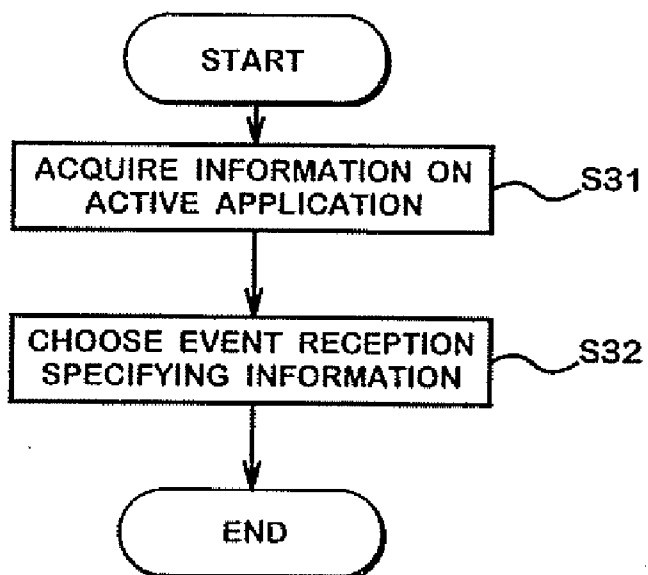 START
ACQUIRE INFORMATION ON
ACTIVE APPLICATION
S31
CHOOSE EVENT RECEPTION
SPECIFYING INFORMATION
S32
END